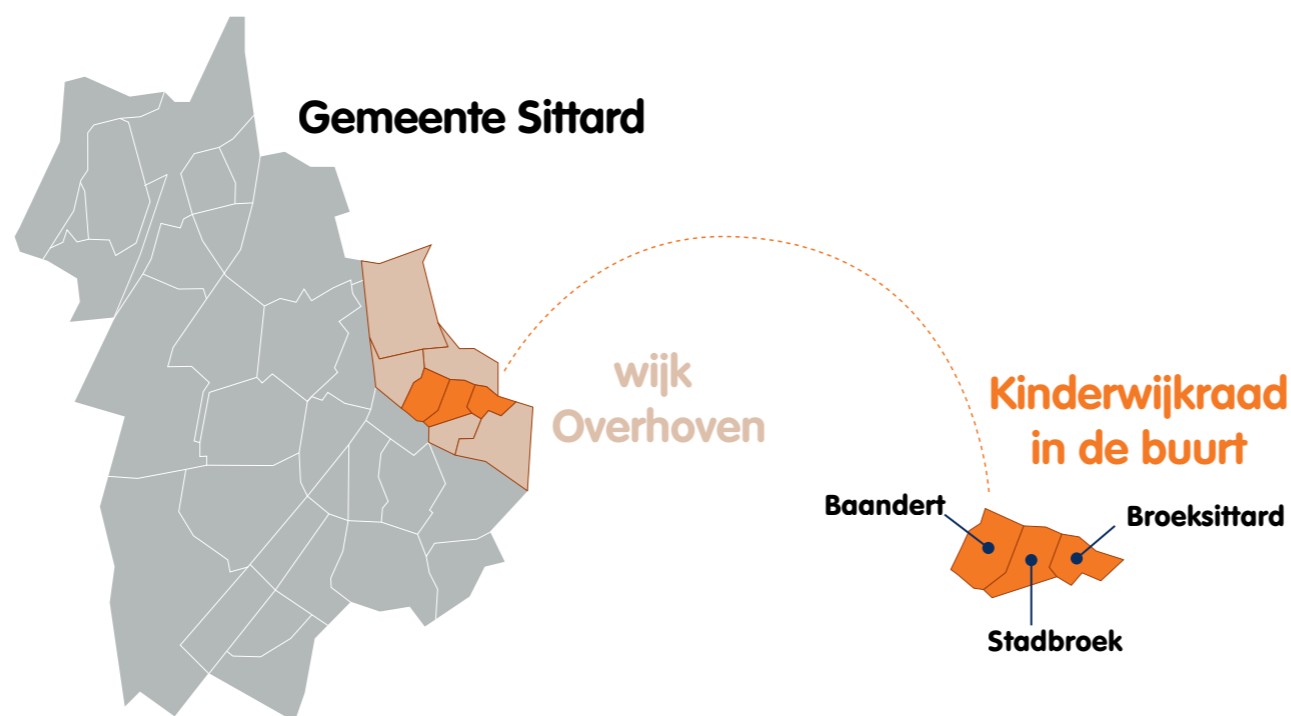 Gemeente Sittard
wijk
Overhoven
Kinderwijkraad
in de buurt
Baandert
Broeksittard
Stadbroek